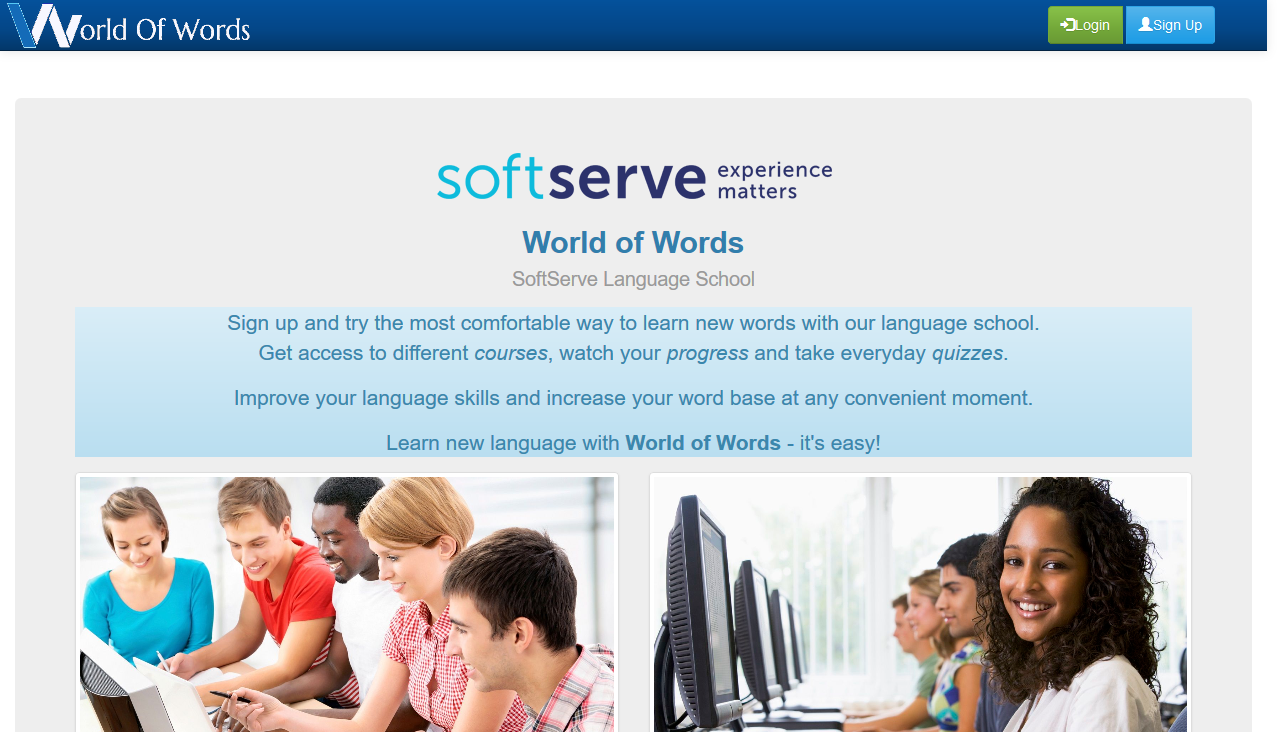 World Of Words
Login
Sign Up
softserve experience
matters
World of Words
SoftServe Language School
Sign up and try the most comfortable way to learn new words with our language school.
Get access to different courses, watch your progress and take everyday quizzes.
Improve your language skills and increase your word base at any convenient moment.
Learn new language with World of Words - it's easy!